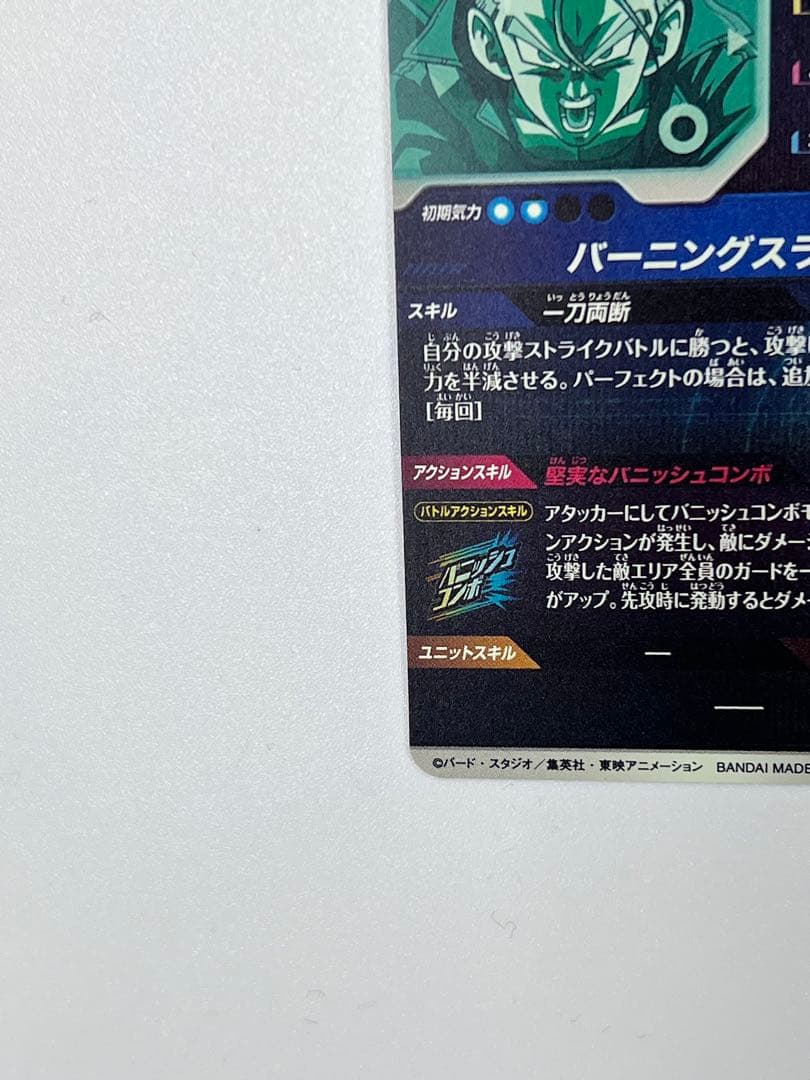 初期気力
バーニングスラ
スキル 一刀両断
自分の攻撃ストライクバトルに勝つと、攻撃
力を半減させる。パーフェクトの場合は、追加
[毎回]
アクションスキル 堅実なバニッシュコンボ
バトルアクションスキル アタッカーにしてバニッシュコンボモ
ンアクションが発生し、敵にダメージ
バニッシュ
コンボ
攻撃した敵エリア全員のガードを一
がアップ。先攻時に発動するとダメー
ユニットスキル —
—
©バード・スタジオ/集英社・東映アニメーション BANDAI MADE